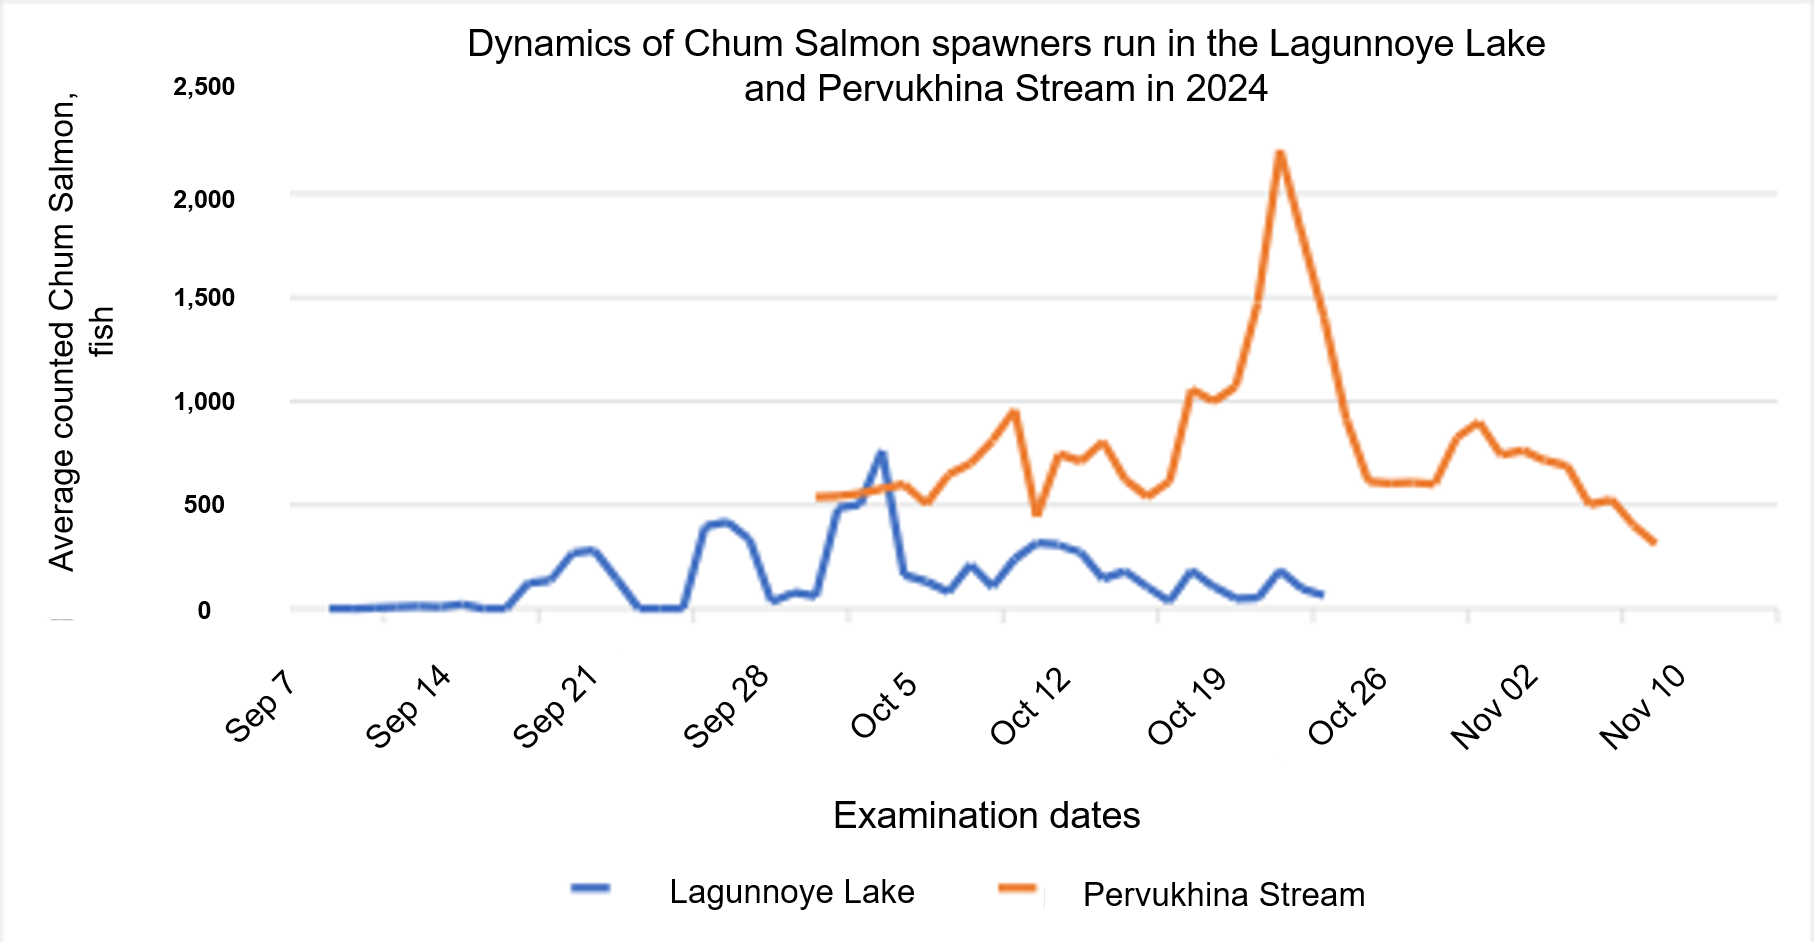 Dynamics of Chum Salmon spawners run in the Lagunnoye Lake
and Pervukhina Stream in 2024
Average counted Chum Salmon,
fish
2,500
2,000
1,500
1,000
500
0
Sep 7
Sep 14
Sep 21
Sep 28
Oct 5
Oct 12
Oct 19
Oct 26
Nov 02
Nov 10
Examination dates
Lagunnoye Lake
Pervukhina Stream